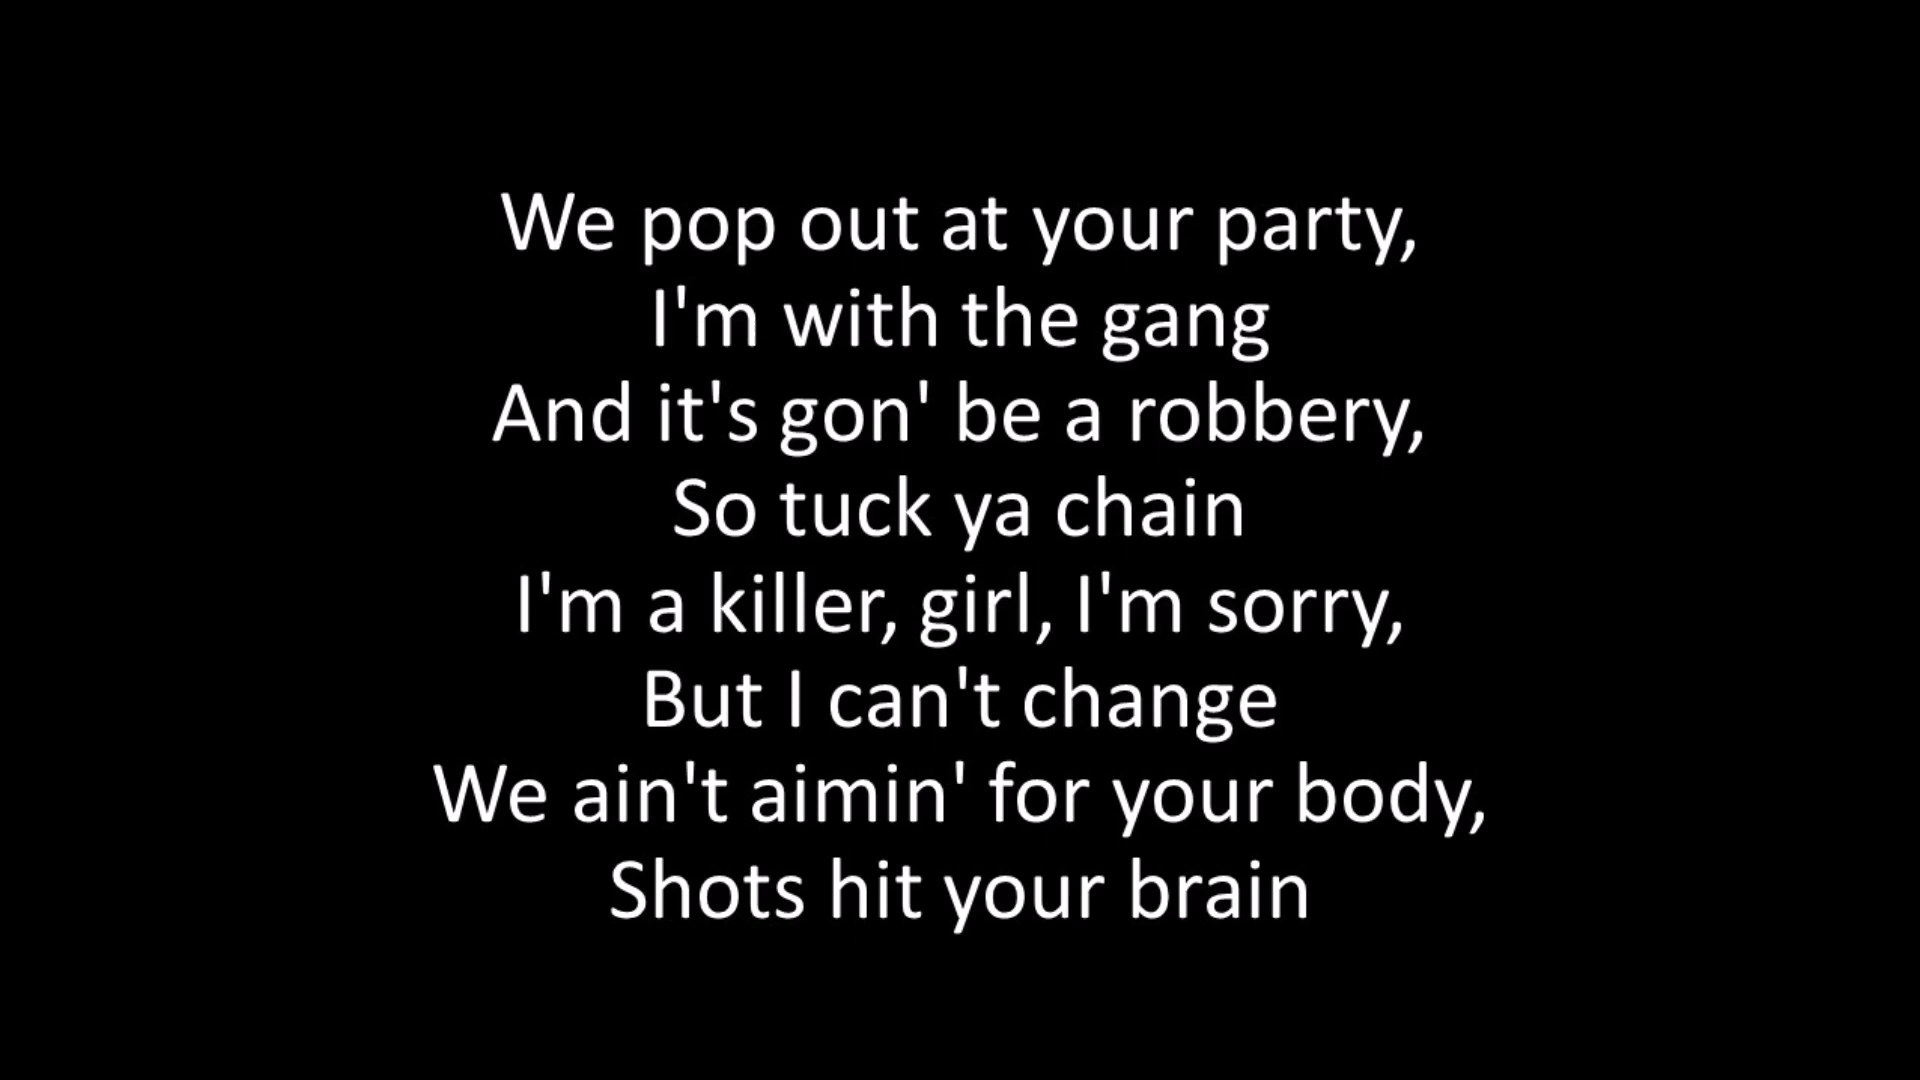 We pop out at your party,
I'm with the gang
And it's gon' be a robbery,
So tuck ya chain
I'm a killer, girl, I'm sorry,
But I can't change
We ain't aimin' for your body,
Shots hit your brain